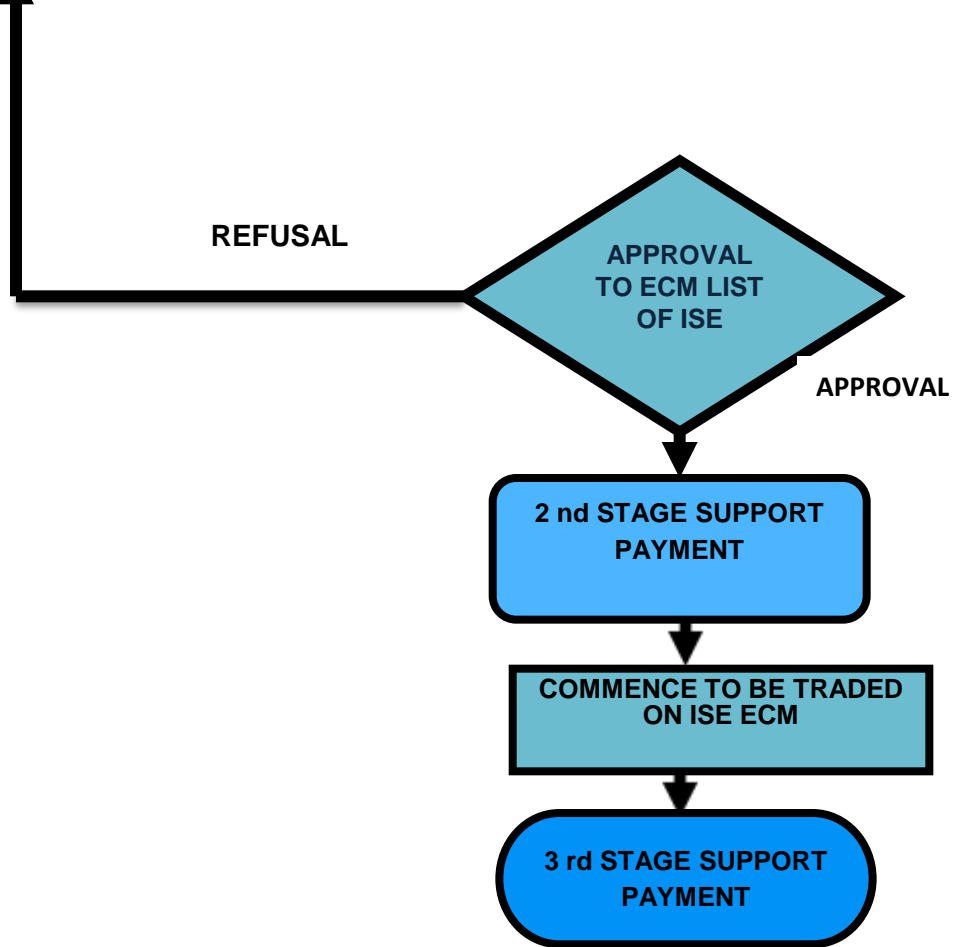 REFUSAL
APPROVAL
TO ECM LIST
OF ISE
APPROVAL
2 nd STAGE SUPPORT
PAYMENT
COMMENCE TO BE TRADED
ON ISE ECM
3 rd STAGE SUPPORT
PAYMENT